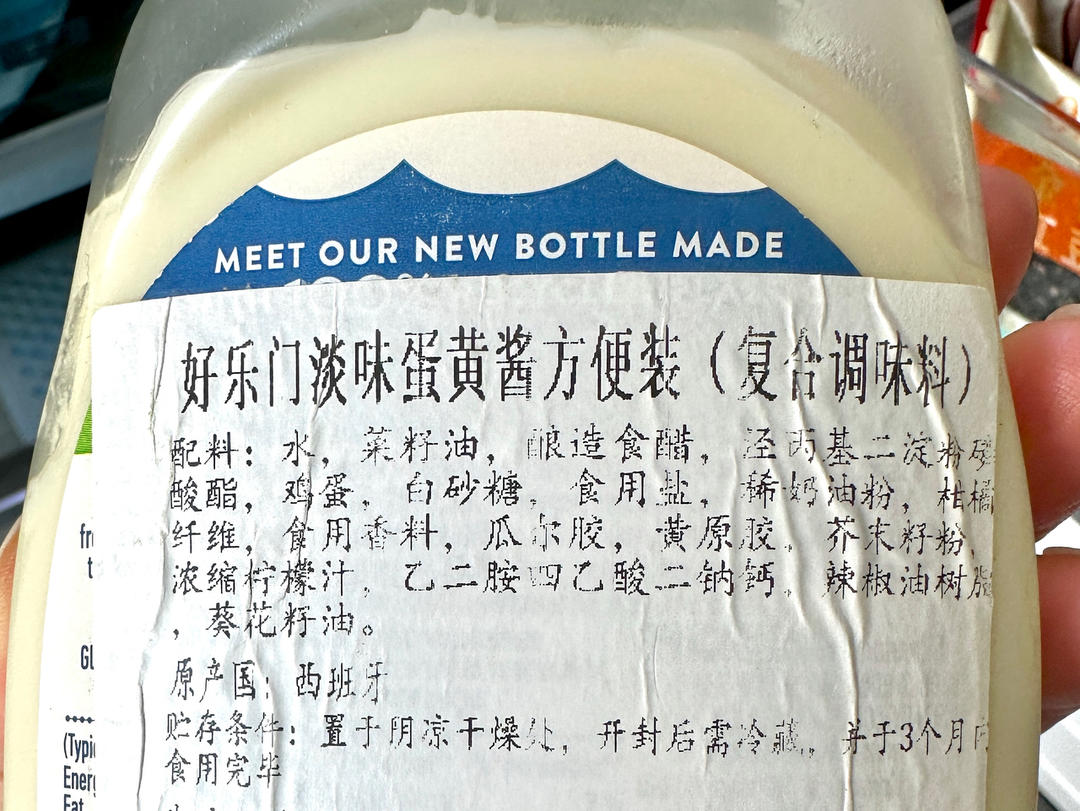 MEET OUR NEW BOTTLE MADE
100%
好乐门淡味蛋黄酱方便装（复合调味料）
配料：水，菜籽油，酿造食醋，羟丙基二淀粉磷
酸酯，鸡蛋，白砂糖，食用盐，稀奶油粉，柑橘
纤维，食用香料，瓜尔胶，黄原胶，芥末籽粉，
浓缩柠檬汁，乙二胺四乙酸二钠钙，辣椒油树脂
，葵花籽油。
原产国：西班牙
贮存条件：置于阴凉干燥处，开封后需冷藏，并于3个月内
食用完毕
(Typi
Energ
Fat